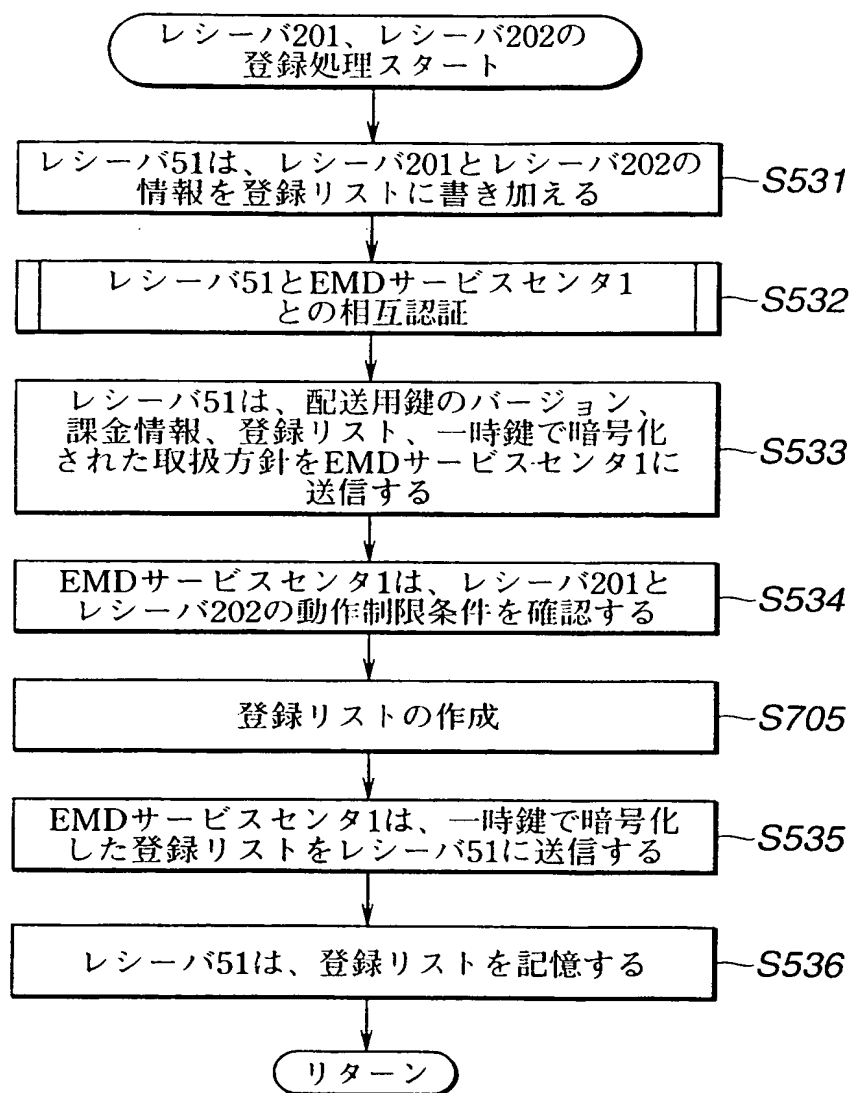 レシーバ201、レシーバ202の
登録処理スタート
レシーバ51は、レシーバ201とレシーバ202の
情報を登録リストに書き加える
S531
レシーバ51とEMDサービスセンタ1
との相互認証
S532
レシーバ51は、配送用鍵のバージョン、
課金情報、登録リスト、一時鍵で暗号化
された取扱方針をEMDサービスセンタ1に
送信する
S533
EMDサービスセンタ1は、レシーバ201と
レシーバ202の動作制限条件を確認する
S534
登録リストの作成
S705
EMDサービスセンタ1は、一時鍵で暗号化
した登録リストをレシーバ51に送信する
S535
レシーバ51は、登録リストを記憶する
S536
リターン